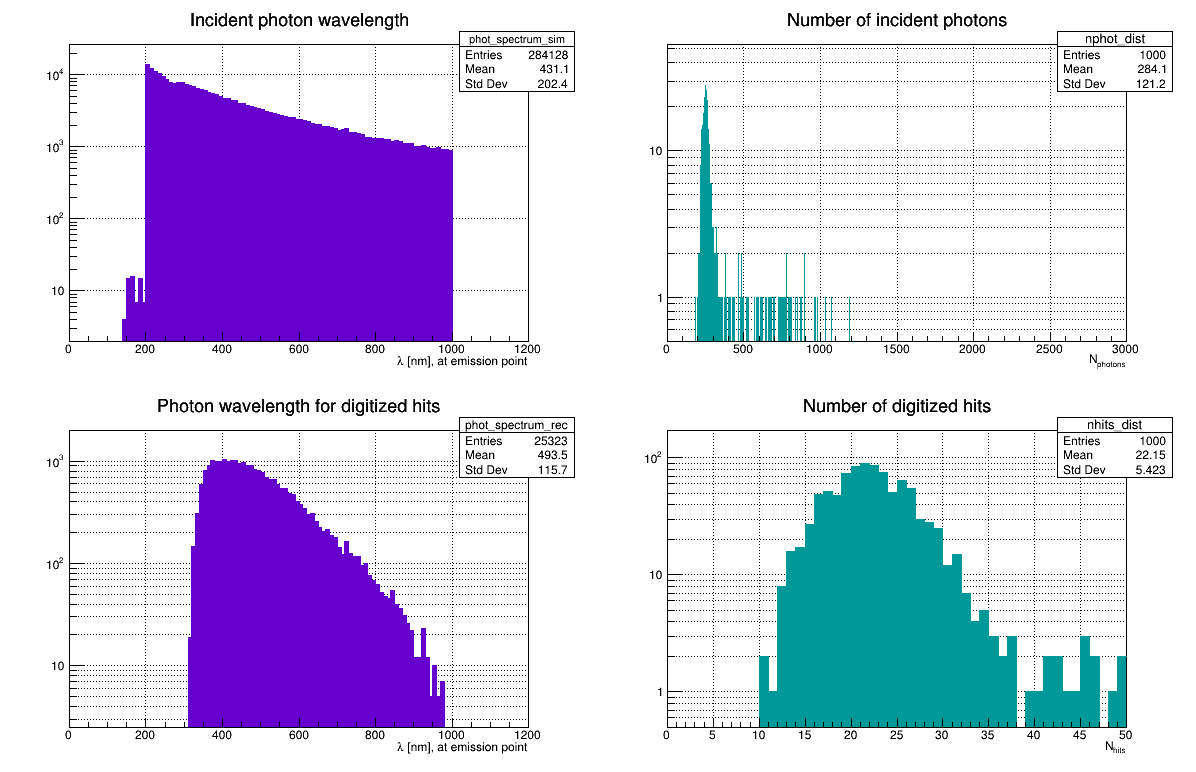 Incident photon wavelength
phot_spectrum_sim
Entries 284128
Mean 431.1
Std Dev 202.4
10^4
10^3
10^2
10
0 200 400 600 800 1000 1200
λ [nm], at emission point
Number of incident photons
nphot_dist
Entries 1000
Mean 284.1
Std Dev 121.2
10
1
0 500 1000 1500 2000 2500 3000
N_photons
Photon wavelength for digitized hits
phot_spectrum_rec
Entries 25323
Mean 493.5
Std Dev 115.7
10^3
10^2
10
0 200 400 600 800 1000 1200
λ [nm], at emission point
Number of digitized hits
nhits_dist
Entries 1000
Mean 22.15
Std Dev 5.423
10^2
10
1
0 5 10 15 20 25 30 35 40 45 50
N_hits